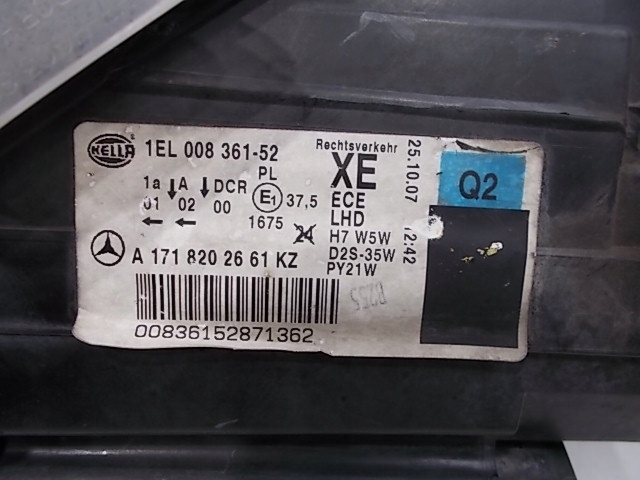 HELLA
1EL 008 361-52
PL
1a A DCR
01 02 00
E1 37,5
1675
24
A 171 820 26 61 KZ
00836152871362
Rechtsverkehr
XE
ECE
LHD
H7 W5W
D2S-35W
PY21W
25.10.07 12:42
Q2